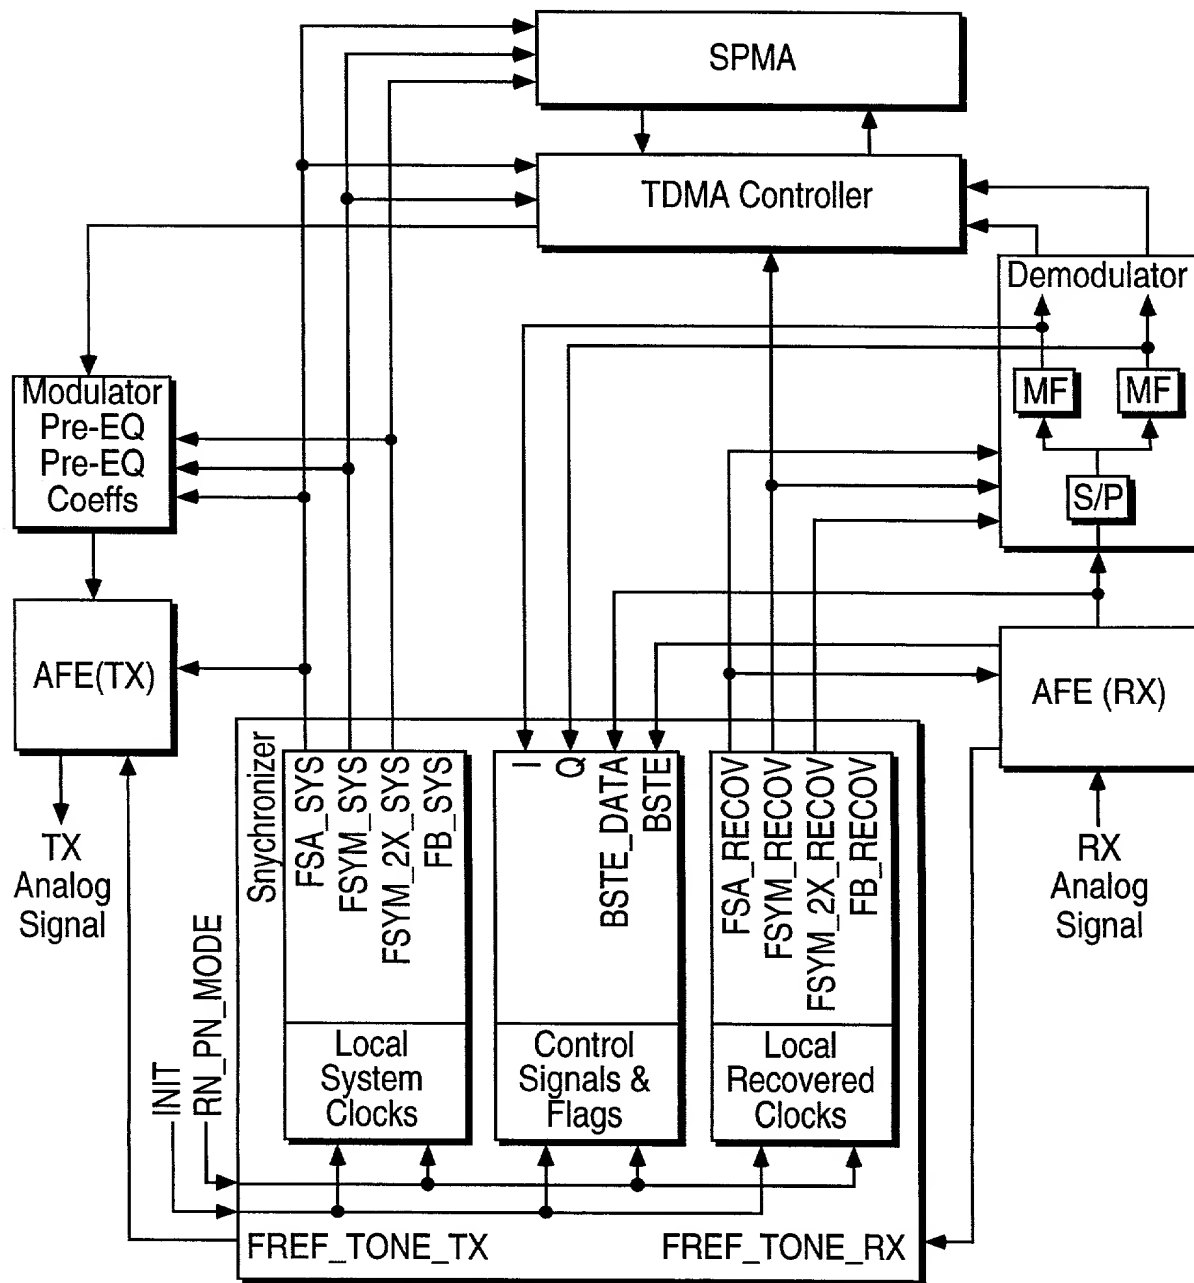 SPMA
TDMA Controller
Demodulator
MF
MF
S/P
Modulator
Pre-EQ
Pre-EQ
Coeffs
AFE(TX)
AFE (RX)
TX
Analog
Signal
RX
Analog
Signal
Snychronizer
FSA_SYS
FSYM_SYS
FSYM_2X_SYS
FB_SYS
I
Q
BSTE_DATA
BSTE
FSA_RECOV
FSYM_RECOV
FSYM_2X_RECOV
FB_RECOV
Local
System
Clocks
Control
Signals &
Flags
Local
Recovered
Clocks
INIT
RN_PN_MODE
FREF_TONE_TX
FREF_TONE_RX